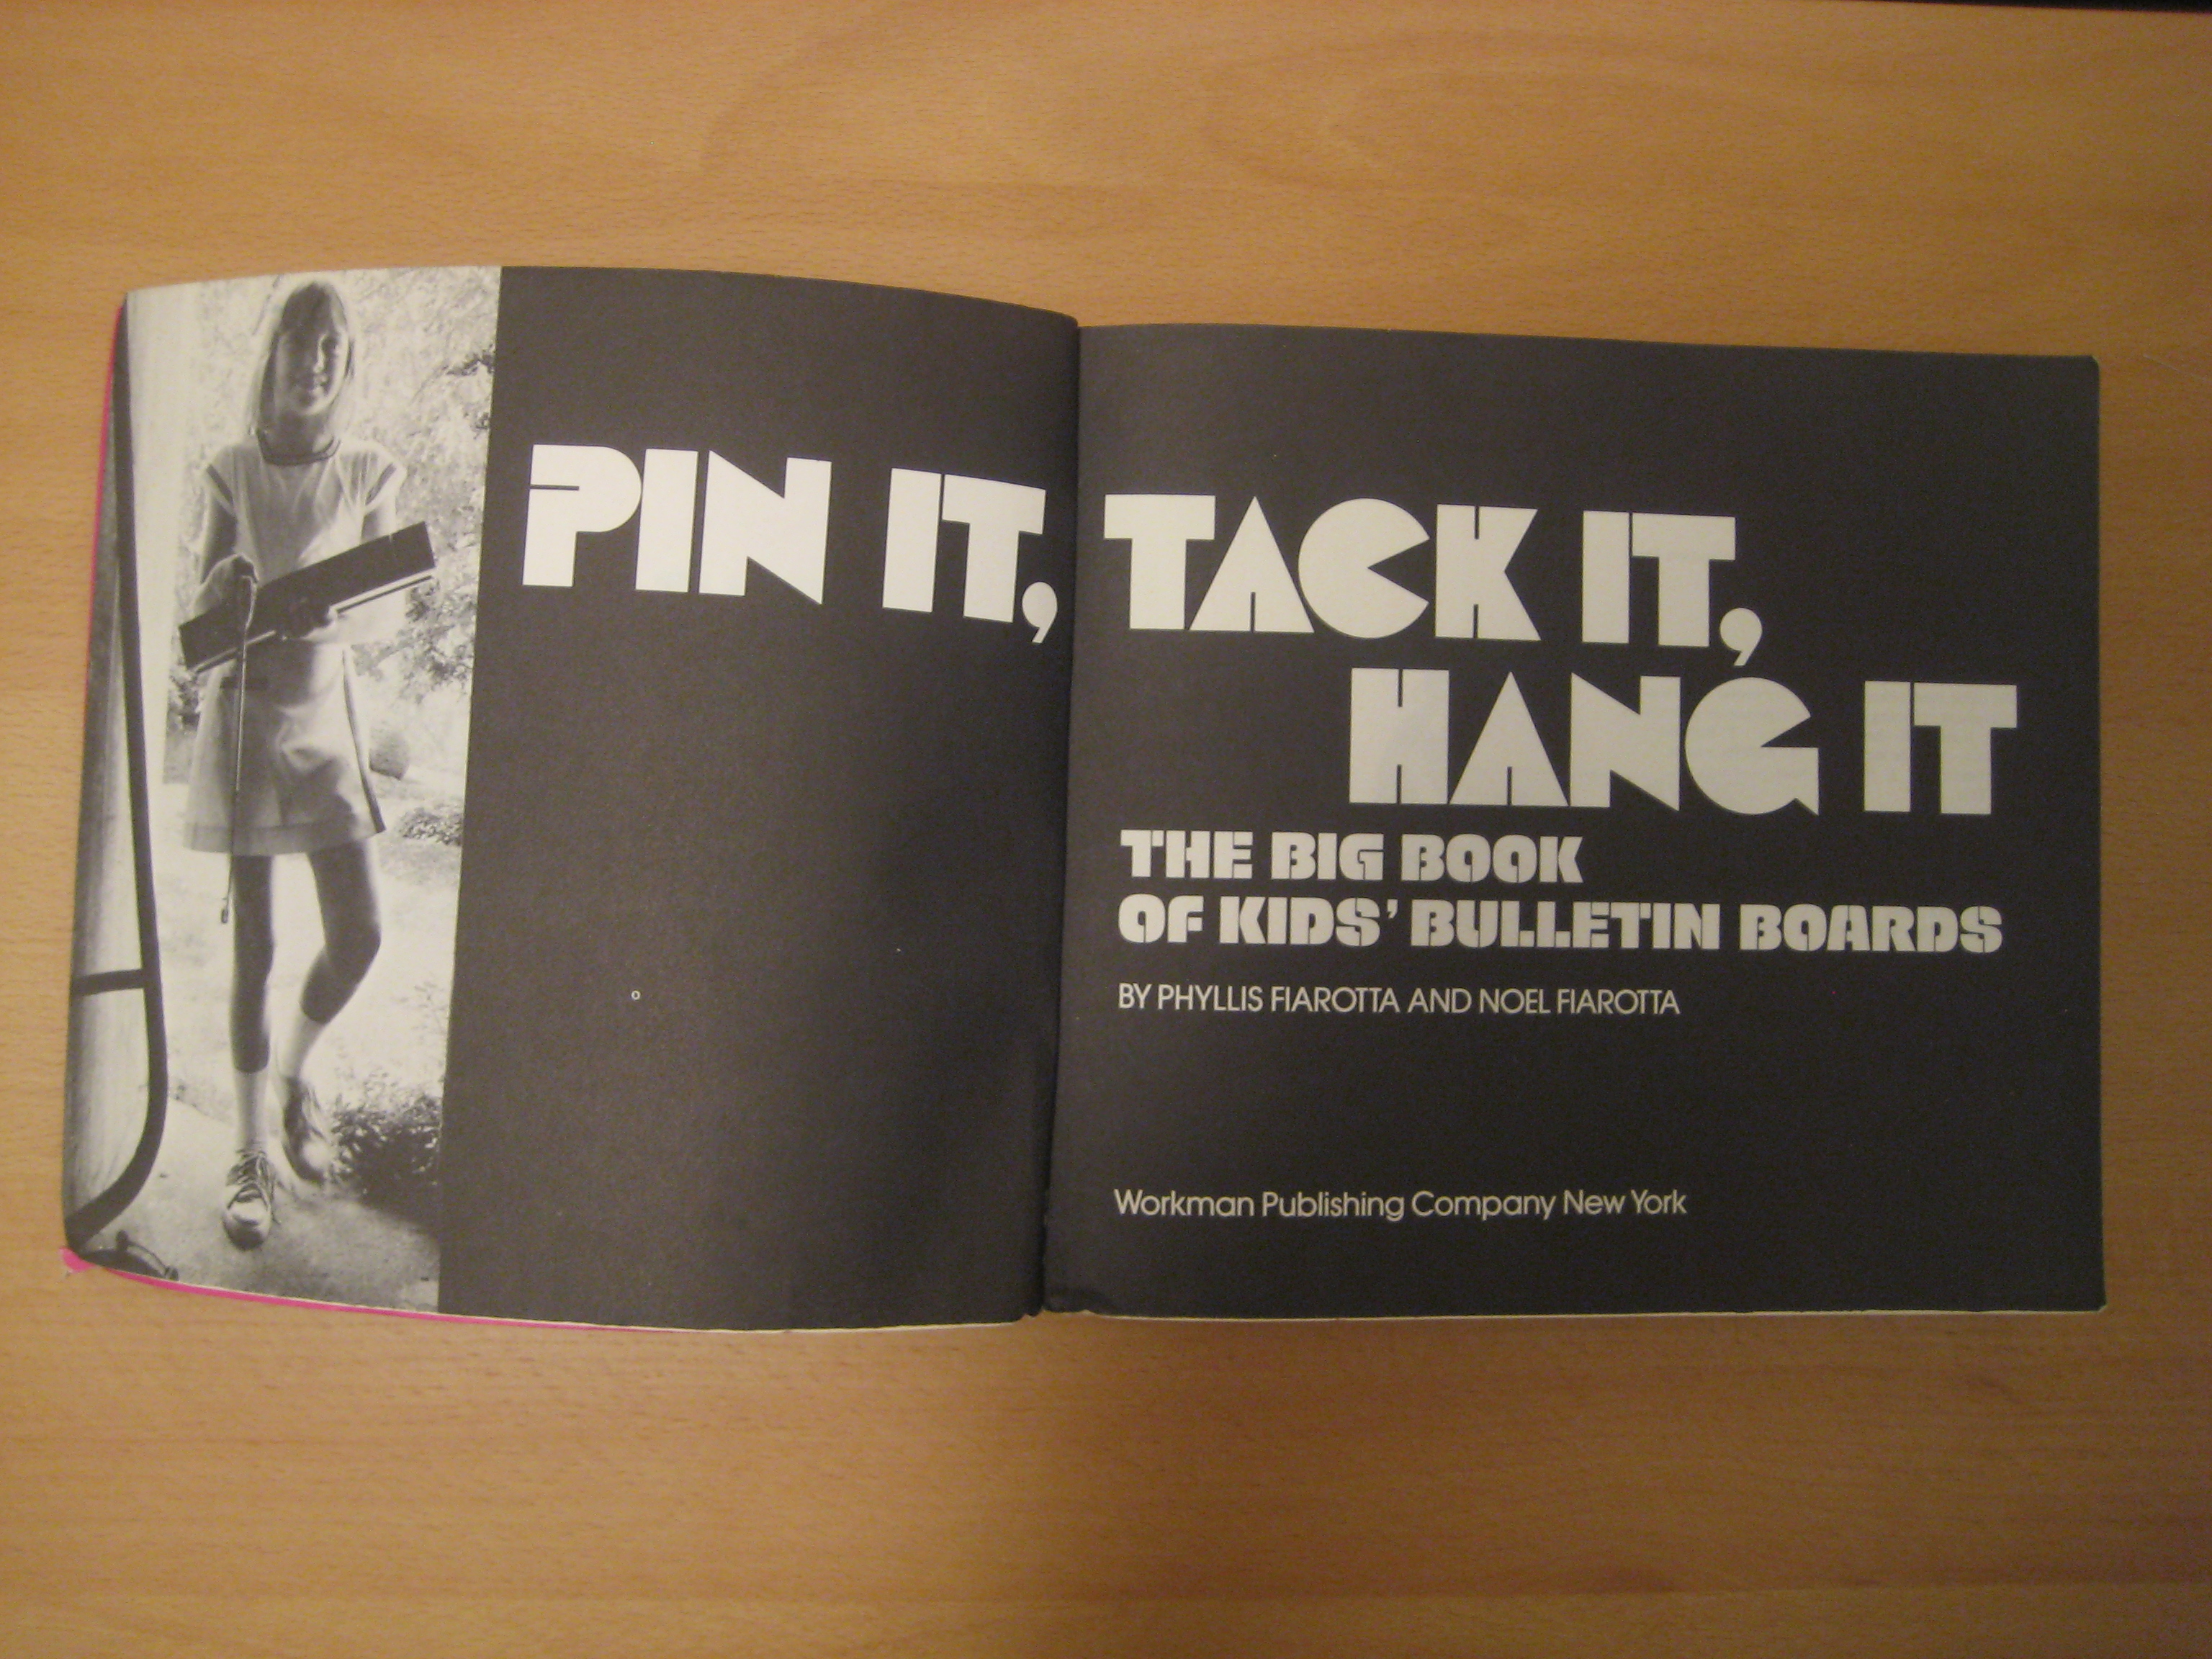 PIN IT, TACK IT,
HANG IT
THE BIG BOOK
OF KIDS' BULLETIN BOARDS
BY PHYLLIS FIAROTTA AND NOEL FIAROTTA
Workman Publishing Company New York